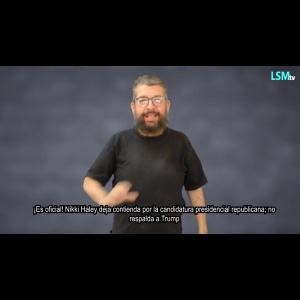 LSMtv
¡Es oficial! Nikki Haley deja contienda por la candidatura presidencial republicana; no
respalda a Trump